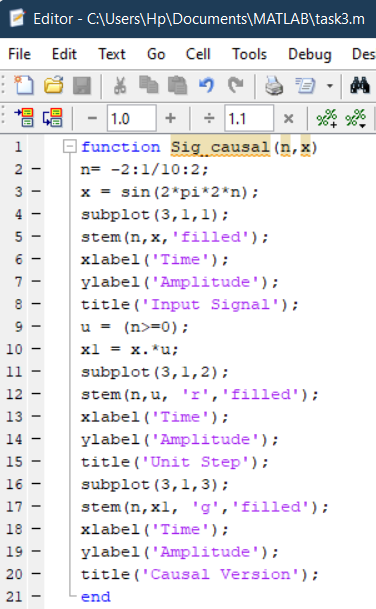 Editor - C:\Users\Hp\Documents\MATLAB\task3.m
File Edit Text Go Cell Tools Debug Des
− 1.0 + ÷ 1.1 ×
1 function Sig_causal(n,x)
2 – n= -2:1/10:2;
3 – x = sin(2*pi*2*n);
4 – subplot(3,1,1);
5 – stem(n,x,'filled');
6 – xlabel('Time');
7 – ylabel('Amplitude');
8 – title('Input Signal');
9 – u = (n>=0);
10 – x1 = x.*u;
11 – subplot(3,1,2);
12 – stem(n,u, 'r','filled');
13 – xlabel('Time');
14 – ylabel('Amplitude');
15 – title('Unit Step');
16 – subplot(3,1,3);
17 – stem(n,x1, 'g','filled');
18 – xlabel('Time');
19 – ylabel('Amplitude');
20 – title('Causal Version');
21 – end